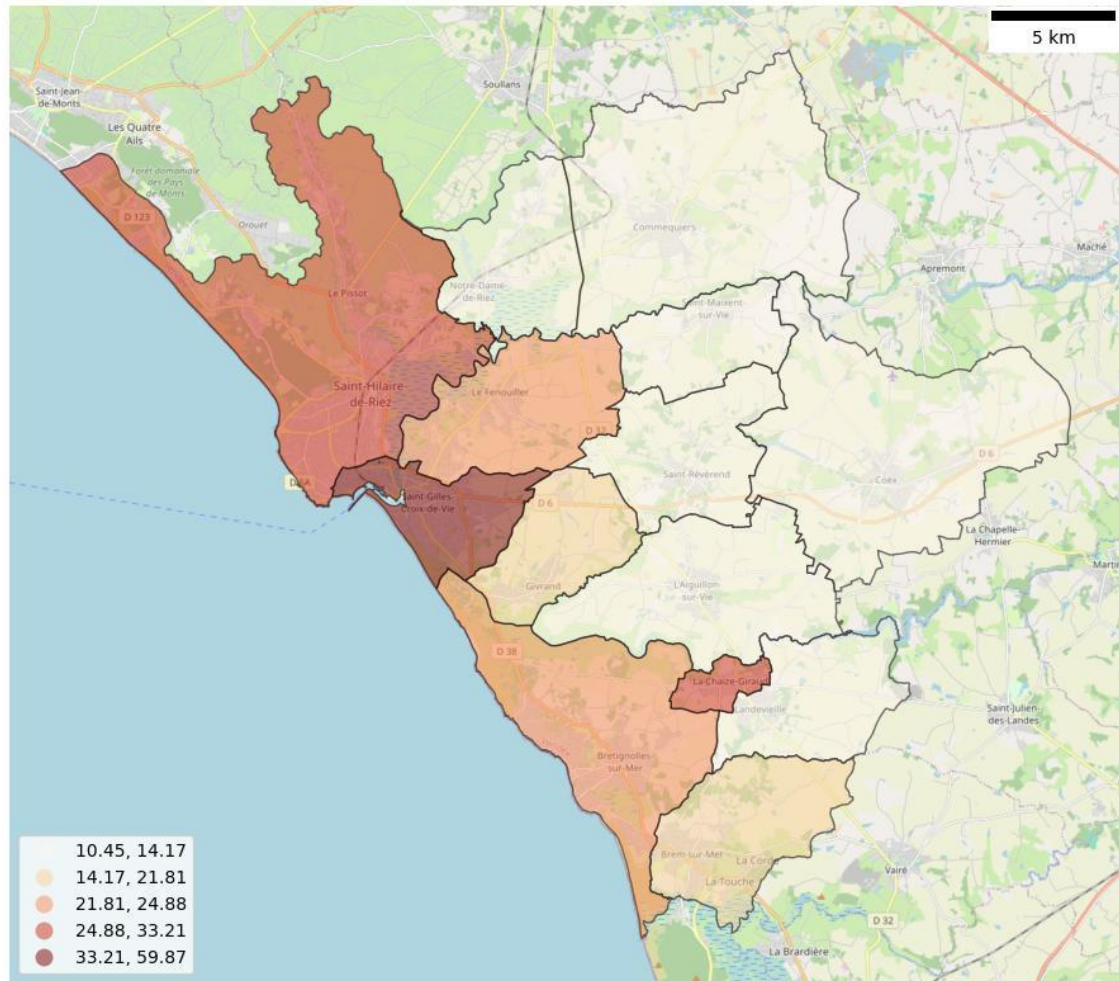 5 km
Saint-Jean-
de-Monts
Soullans
Les Quatre
Ails
Forêt domaniale
des Pays
de Monts
Orouet
D 123
Commequiers
Maché
Apremont
Le Pissot
Notre-Dame-
de-Riez
Saint-Maixent-
sur-Vie
Saint-Hilaire-
de-Riez
Le Fenouiller
D 32
D 6
Saint-Révérend
Coëx
Saint-Gilles-
Croix-de-Vie
D 6
La Chapelle-
Hermier
Martin
Givrand
L'Aiguillon-
sur-Vie
D 38
La Chaize-Giraud
Landevieille
Saint-Julien-
des-Landes
Bretignolles-
sur-Mer
Brem-sur-Mer
La Corde
La Touche
Vairé
D 32
La Brardière
10.45, 14.17
14.17, 21.81
21.81, 24.88
24.88, 33.21
33.21, 59.87